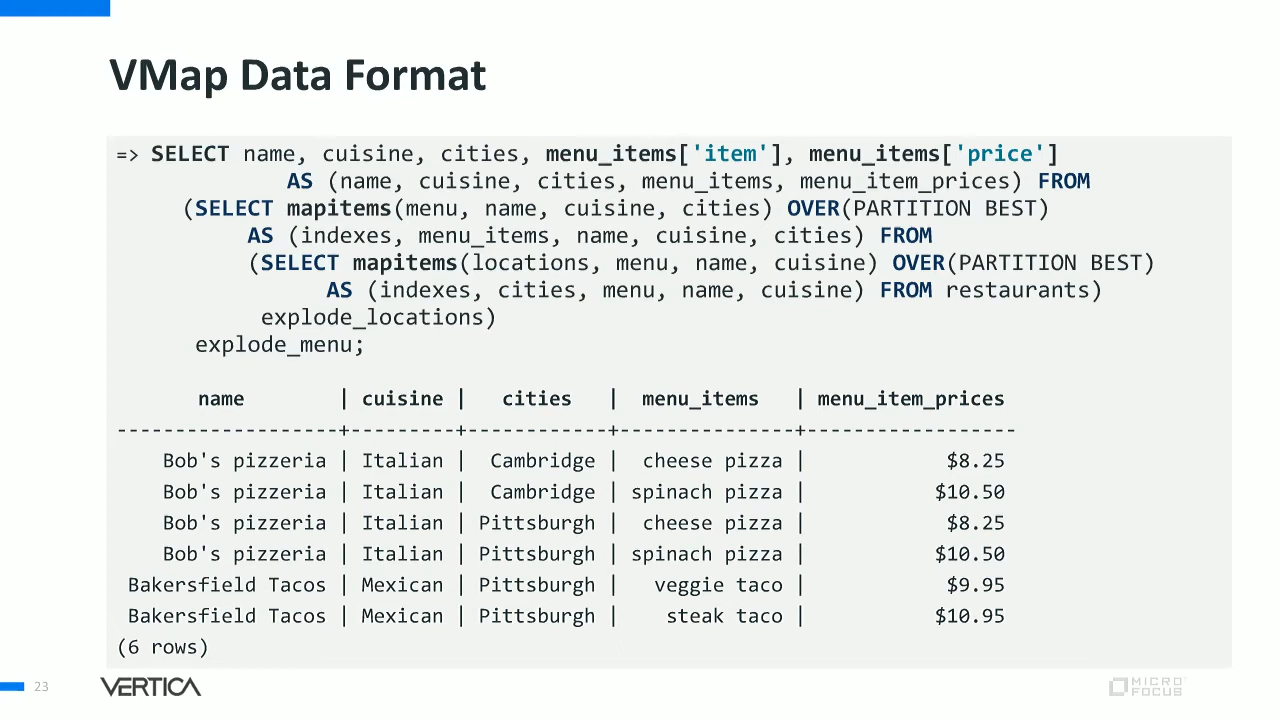 VMap Data Format
=> SELECT name, cuisine, cities, menu_items['item'], menu_items['price']
AS (name, cuisine, cities, menu_items, menu_item_prices) FROM
(SELECT mapitems(menu, name, cuisine, cities) OVER(PARTITION BEST)
AS (indexes, menu_items, name, cuisine, cities) FROM
(SELECT mapitems(locations, menu, name, cuisine) OVER(PARTITION BEST)
AS (indexes, cities, menu, name, cuisine) FROM restaurants)
explode_locations)
explode_menu;
name | cuisine | cities | menu_items | menu_item_prices
-------------------+---------+------------+---------------+------------------
Bob's pizzeria | Italian | Cambridge | cheese pizza | $8.25
Bob's pizzeria | Italian | Cambridge | spinach pizza | $10.50
Bob's pizzeria | Italian | Pittsburgh | cheese pizza | $8.25
Bob's pizzeria | Italian | Pittsburgh | spinach pizza | $10.50
Bakersfield Tacos | Mexican | Pittsburgh | veggie taco | $9.95
Bakersfield Tacos | Mexican | Pittsburgh | steak taco | $10.95
(6 rows)
23
VERTICA
MICRO
FOCUS